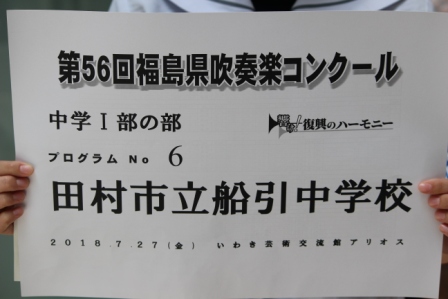 第56回福島県吹奏楽コンクール
中学Ⅰ部の部
響け!復興のハーモニー
プログラム No 6
田村市立船引中学校
2018.7.27(金) いわき芸術文化交流館アリオス